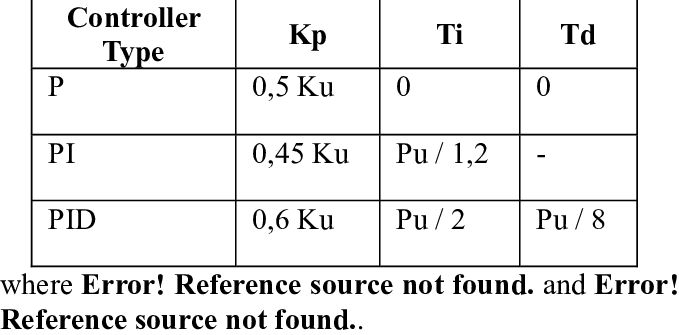 Controller Type Kp Ti Td
P 0,5 Ku 0 0
PI 0,45 Ku Pu / 1,2 -
PID 0,6 Ku Pu / 2 Pu / 8
where Error! Reference source not found. and Error!
Reference source not found..